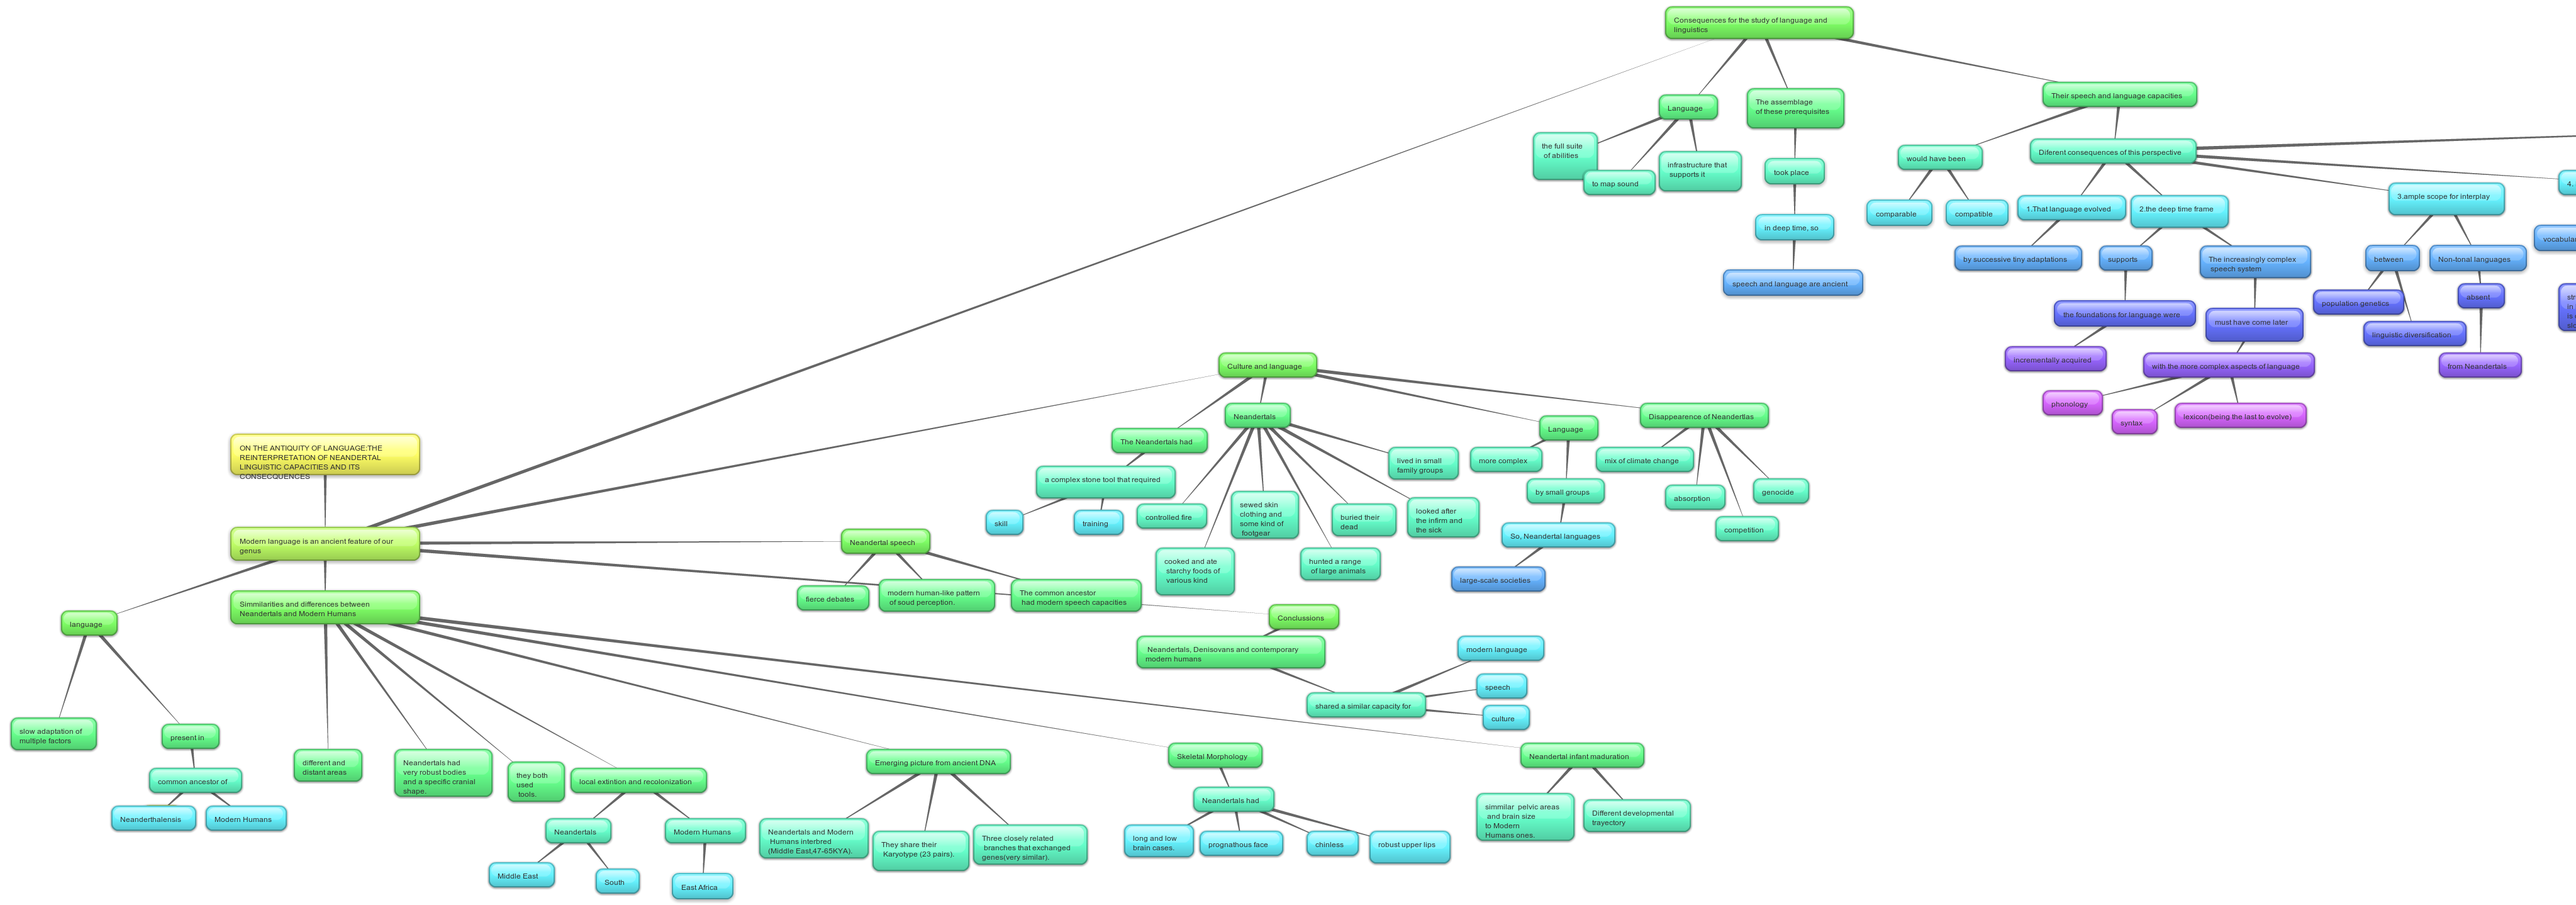 Consequences for the study of language and
linguistics
Language
the full suite
of abilities
to map sound
infrastructure that
supports it
The assemblage
of these prerequisites
took place
in deep time, so
speech and language are ancient
Their speech and language capacities
would have been
comparable
compatible
Diferent consequences of this perspective
1.That language evolved
by successive tiny adaptations
2.the deep time frame
supports
the foundations for language were
incrementally acquired
The increasingly complex
speech system
must have come later
with the more complex aspects of language
phonology
syntax
lexicon(being the last to evolve)
3.ample scope for interplay
between
population genetics
linguistic diversification
Non-tonal languages
absent
from Neandertals
4.
Culture and language
The Neandertals had
a complex stone tool that required
skill
training
Neandertals
controlled fire
cooked and ate
starchy foods of
various kind
sewed skin
clothing and
some kind of
footgear
hunted a range
of large animals
buried their
dead
looked after
the infirm and
the sick
lived in small
family groups
Language
more complex
by small groups
So, Neandertal languages
large-scale societies
Disappearence of Neandertlas
mix of climate change
absorption
competition
genocide
ON THE ANTIQUITY OF LANGUAGE:THE
REINTERPRETATION OF NEANDERTAL
LINGUISTIC CAPACITIES AND ITS
CONSECQUENCES
Modern language is an ancient feature of our
genus
Neandertal speech
fierce debates
modern human-like pattern
of soud perception.
The common ancestor
had modern speech capacities
Conclussions
Neandertals, Denisovans and contemporary
modern humans
shared a similar capacity for
modern language
speech
culture
language
slow adaptation of
multiple factors
present in
common ancestor of
Neanderthalensis
Modern Humans
Simmilarities and differences between
Neandertals and Modern Humans
different and
distant areas
Neandertals had
very robust bodies
and a specific cranial
shape.
they both
used
tools.
local extintion and recolonization
Neandertals
Middle East
South
Modern Humans
East Africa
Emerging picture from ancient DNA
Neandertals and Modern
Humans interbred
(Middle East,47-65KYA).
They share their
Karyotype (23 pairs).
Three closely related
branches that exchanged
genes(very similar).
Skeletal Morphology
Neandertals had
long and low
brain cases.
prognathous face
chinless
robust upper lips
Neandertal infant maduration
simmilar pelvic areas
and brain size
to Modern
Humans ones.
Different developmental
trayectory